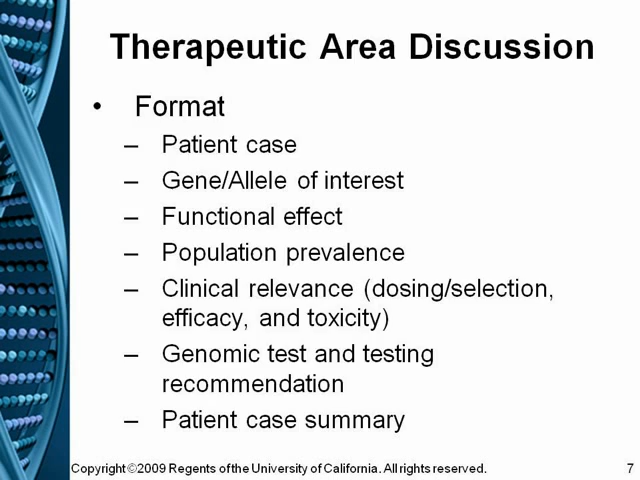 Therapeutic Area Discussion
• Format
– Patient case
– Gene/Allele of interest
– Functional effect
– Population prevalence
– Clinical relevance (dosing/selection,
efficacy, and toxicity)
– Genomic test and testing
recommendation
– Patient case summary
Copyright ©2009 Regents of the University of California. All rights reserved. 7